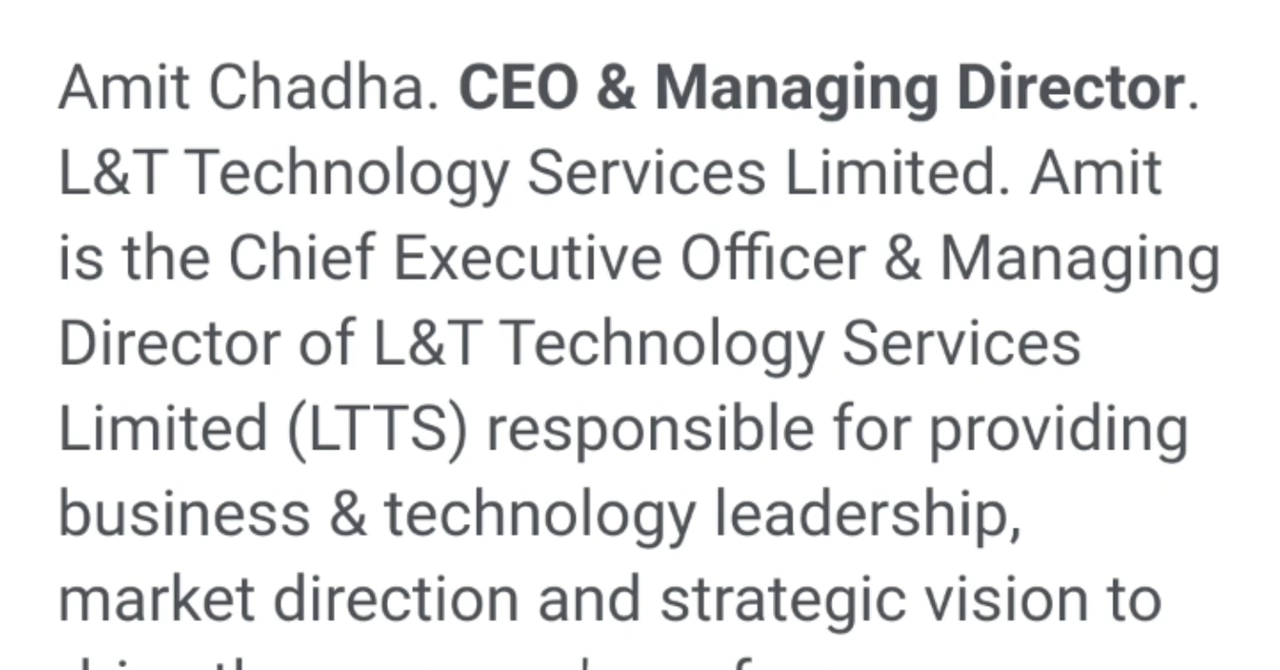 Amit Chadha. CEO & Managing Director.
L&T Technology Services Limited. Amit
is the Chief Executive Officer & Managing
Director of L&T Technology Services
Limited (LTTS) responsible for providing
business & technology leadership,
market direction and strategic vision to